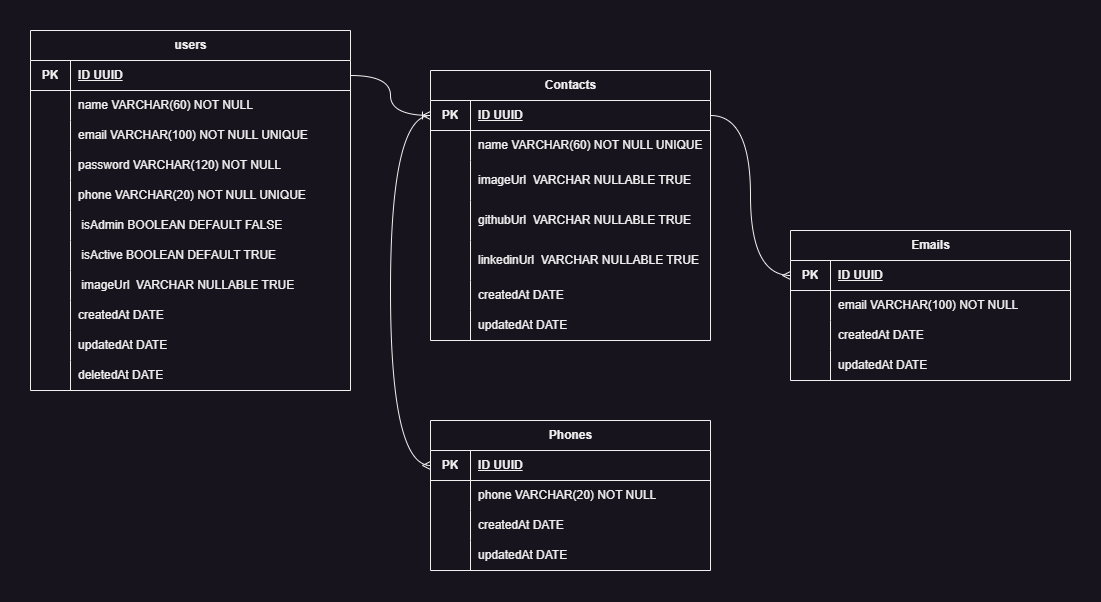 users
PK ID UUID
name VARCHAR(60) NOT NULL
email VARCHAR(100) NOT NULL UNIQUE
password VARCHAR(120) NOT NULL
phone VARCHAR(20) NOT NULL UNIQUE
isAdmin BOOLEAN DEFAULT FALSE
isActive BOOLEAN DEFAULT TRUE
imageUrl VARCHAR NULLABLE TRUE
createdAt DATE
updatedAt DATE
deletedAt DATE
Contacts
PK ID UUID
name VARCHAR(60) NOT NULL UNIQUE
imageUrl VARCHAR NULLABLE TRUE
githubUrl VARCHAR NULLABLE TRUE
linkedinUrl VARCHAR NULLABLE TRUE
createdAt DATE
updatedAt DATE
Emails
PK ID UUID
email VARCHAR(100) NOT NULL
createdAt DATE
updatedAt DATE
Phones
PK ID UUID
phone VARCHAR(20) NOT NULL
createdAt DATE
updatedAt DATE